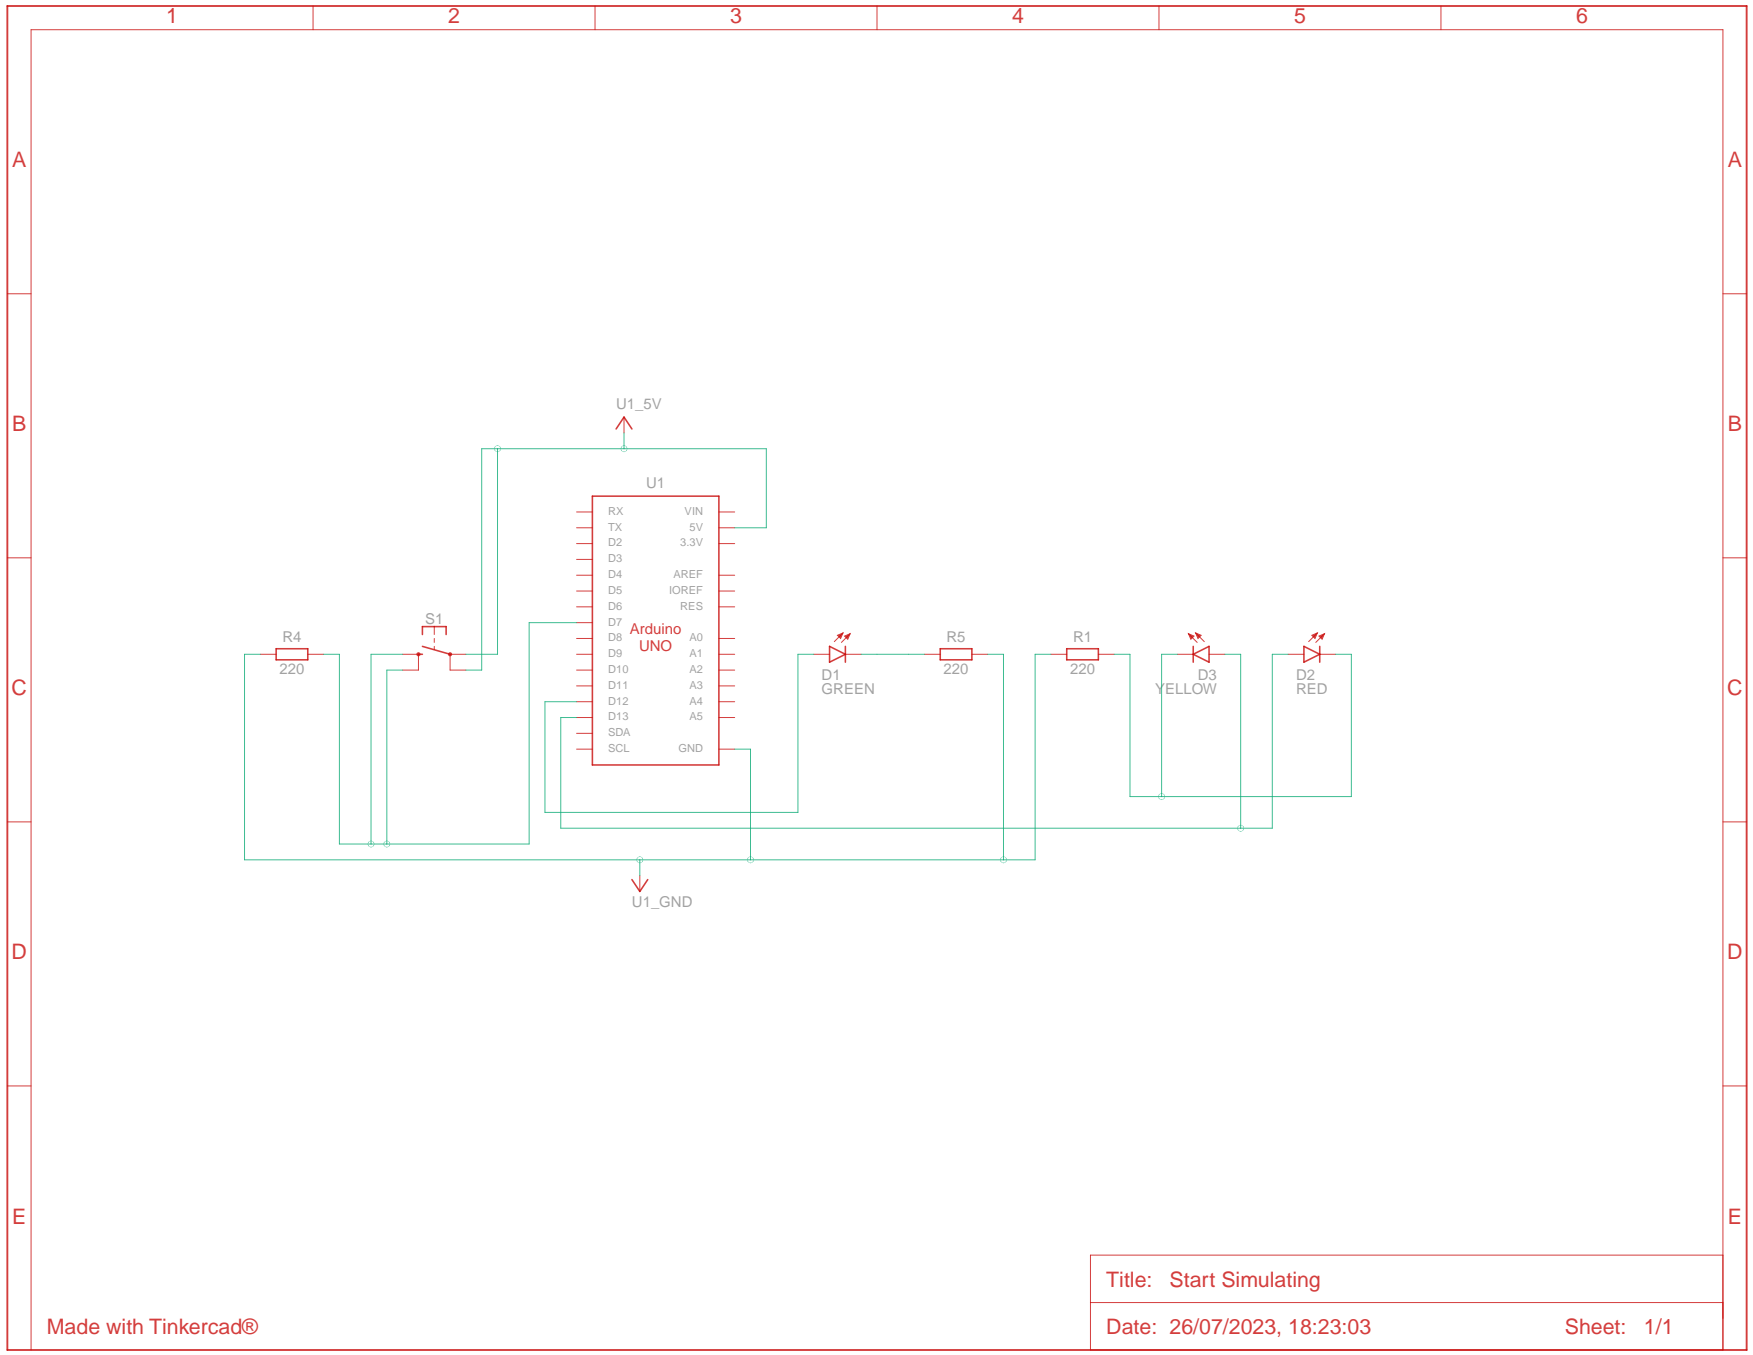 1 2 3 4 5 6
A A
B B
C C
D D
E E
U1_5V
U1
RX VIN
TX 5V
D2 3.3V
D3
D4 AREF
D5 IOREF
D6 RES
D7
D8 A0
D9 A1
D10 A2
D11 A3
D12 A4
D13 A5
SDA
SCL GND
Arduino
UNO
R4
220
S1
D1
GREEN
R5
220
R1
220
D3
YELLOW
D2
RED
U1_GND
Title: Start Simulating
Date: 26/07/2023, 18:23:03 Sheet: 1/1
Made with Tinkercad®